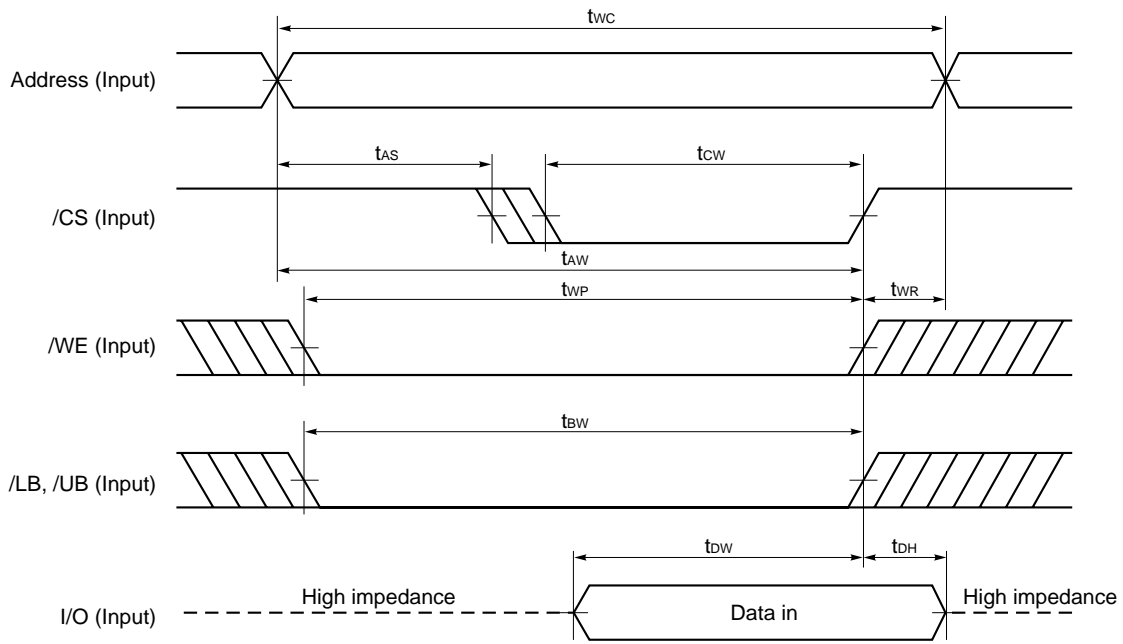 tWC
Address (Input)
tAS
tCW
/CS (Input)
tAW
tWP
tWR
/WE (Input)
tBW
/LB, /UB (Input)
tDW
tDH
High impedance
Data in
High impedance
I/O (Input)